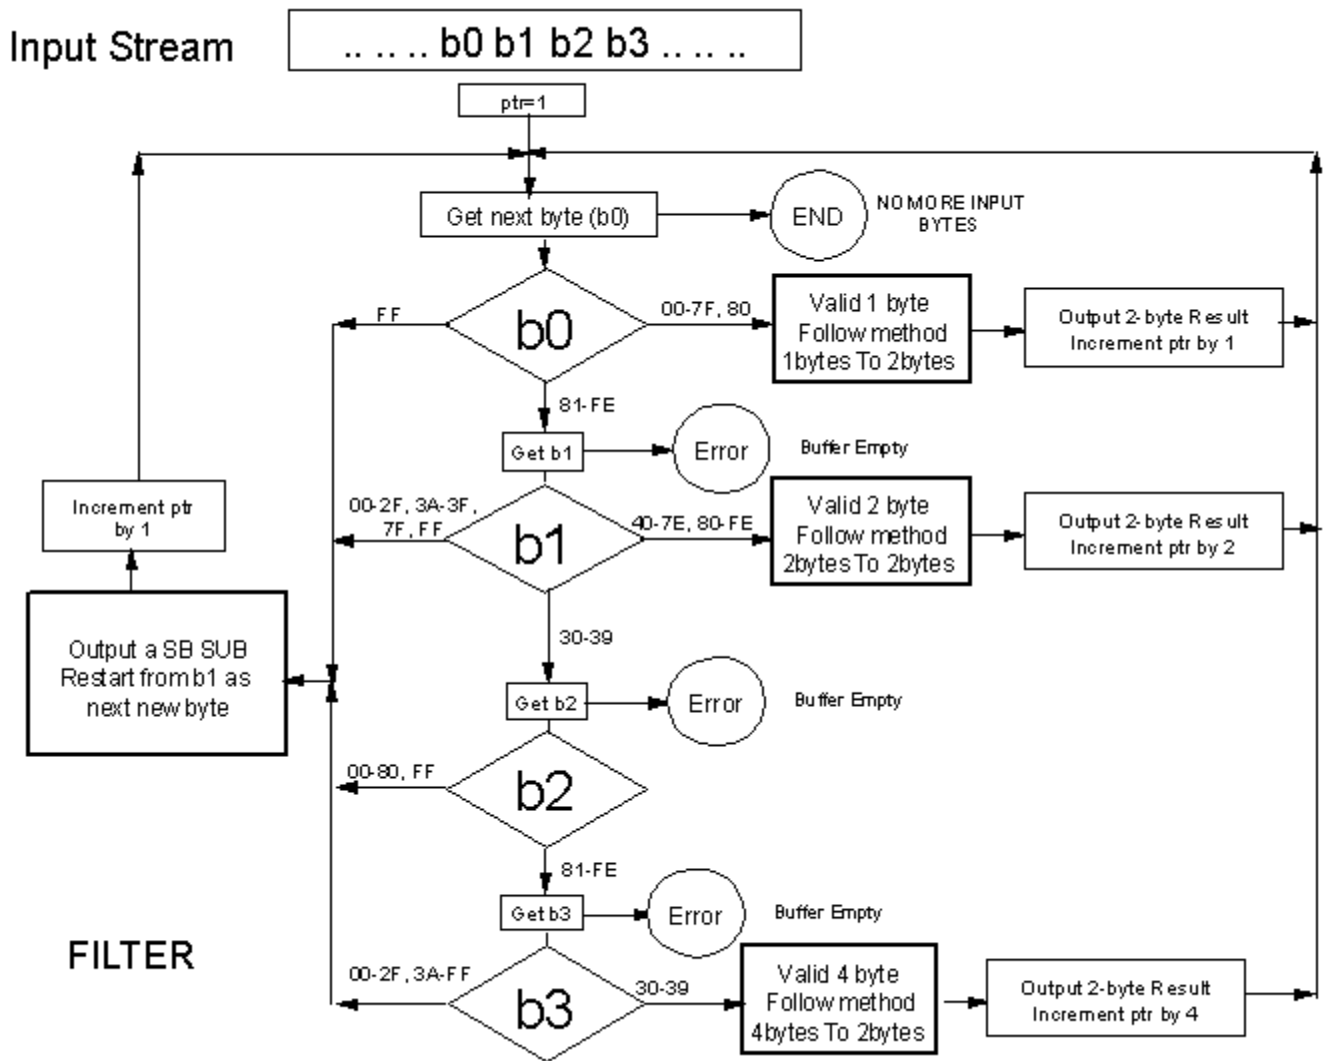 Input Stream
.. .. .. b0 b1 b2 b3 .. .. ..
ptr=1
Get next byte (b0)
END
NO MORE INPUT
BYTES
FF
b0
00-7F, 80
Valid 1 byte
Follow method
1bytes To 2bytes
Output 2-byte Result
Increment ptr by 1
81-FE
Get b1
Error
Buffer Empty
Increment ptr
by 1
00-2F, 3A-3F,
7F, FF
b1
40-7E, 80-FE
Valid 2 byte
Follow method
2bytes To 2bytes
Output 2-byte Result
Increment ptr by 2
Output a SB SUB
Restart from b1 as
next new byte
30-39
Get b2
Error
Buffer Empty
00-80, FF
b2
81-FE
Get b3
Error
Buffer Empty
FILTER
00-2F, 3A-FF
b3
30-39
Valid 4 byte
Follow method
4bytes To 2bytes
Output 2-byte Result
Increment ptr by 4